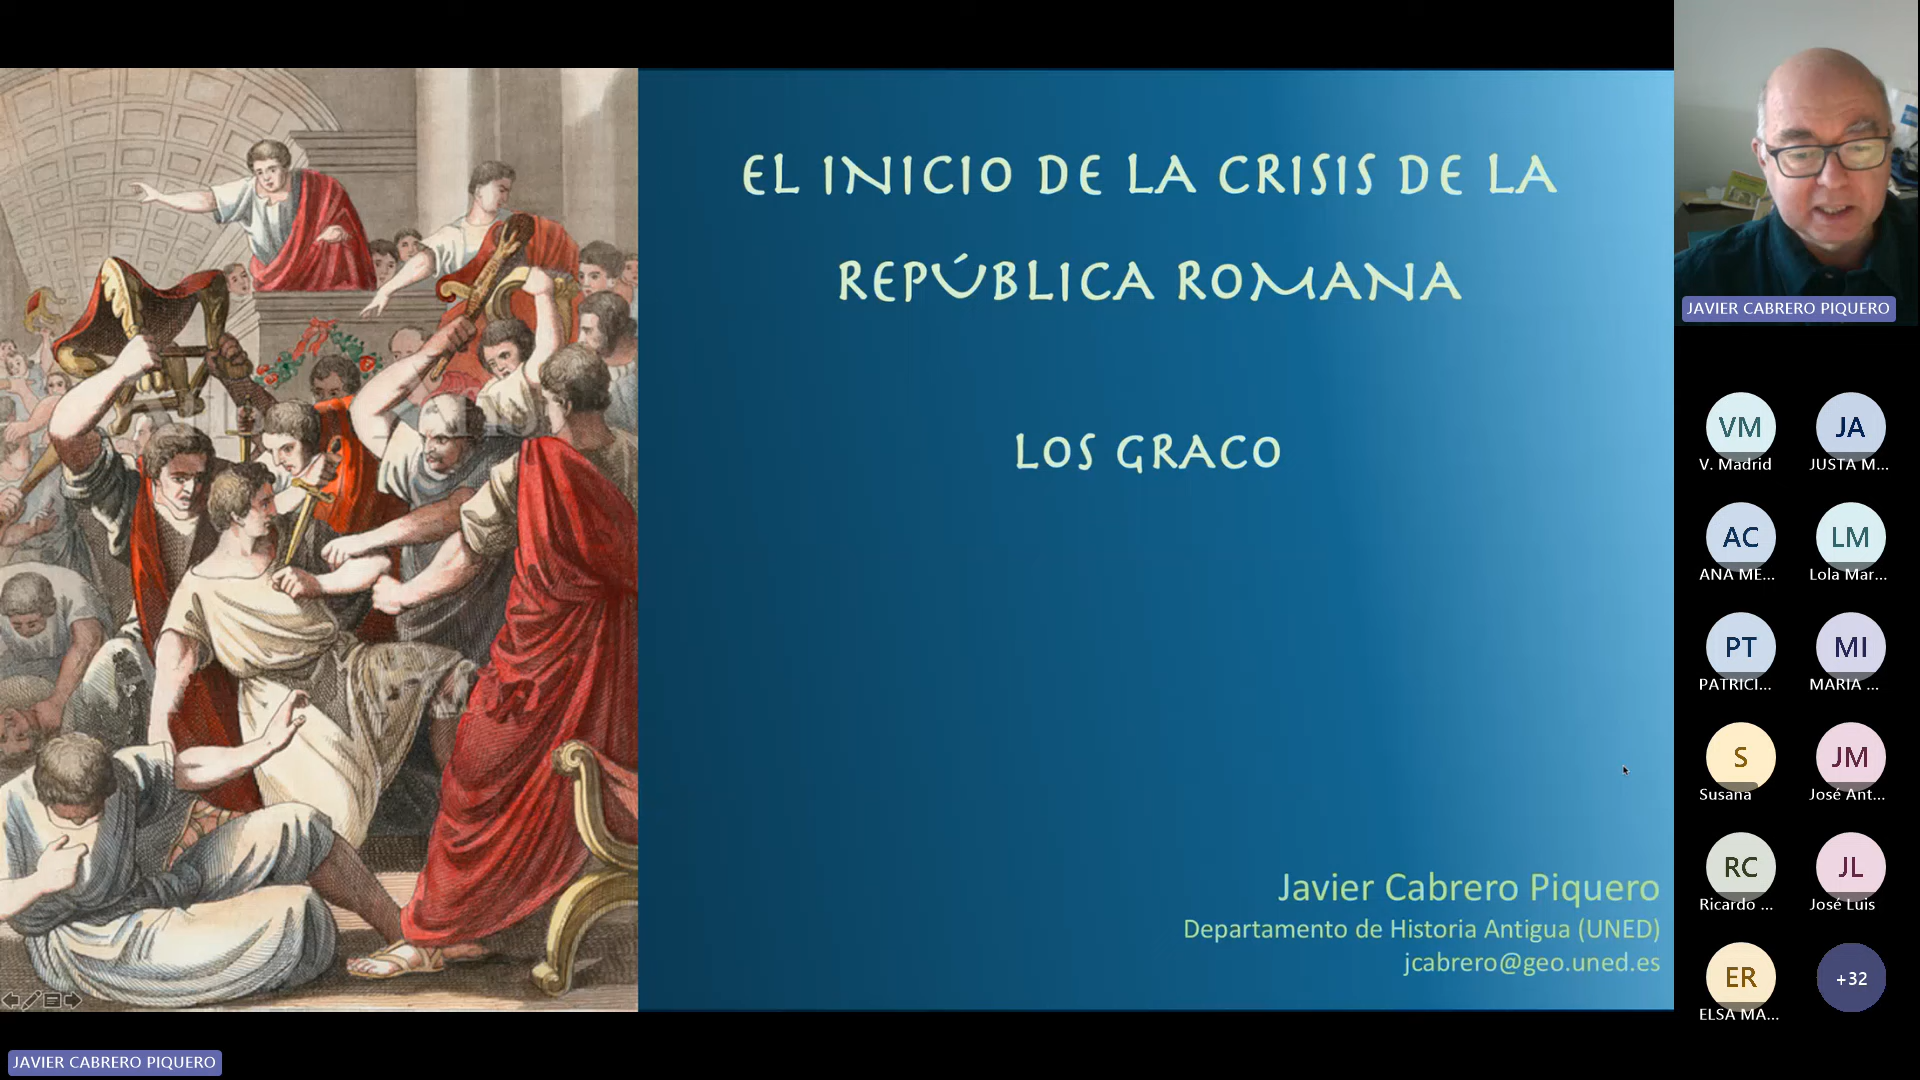 EL INICIO DE LA CRISIS DE LA
REPÚBLICA ROMANA
LOS GRACO
Javier Cabrero Piquero
Departamento de Historia Antigua (UNED)
jcabrero@geo.uned.es
JAVIER CABRERO PIQUERO
VM
V. Madrid
JA
JUSTA M...
AC
ANA ME...
LM
Lola Mar...
PT
PATRICI...
MI
MARIA ...
S
Susana
JM
José Ant...
RC
Ricardo ...
JL
José Luis
ER
ELSA MA...
+32
JAVIER CABRERO PIQUERO